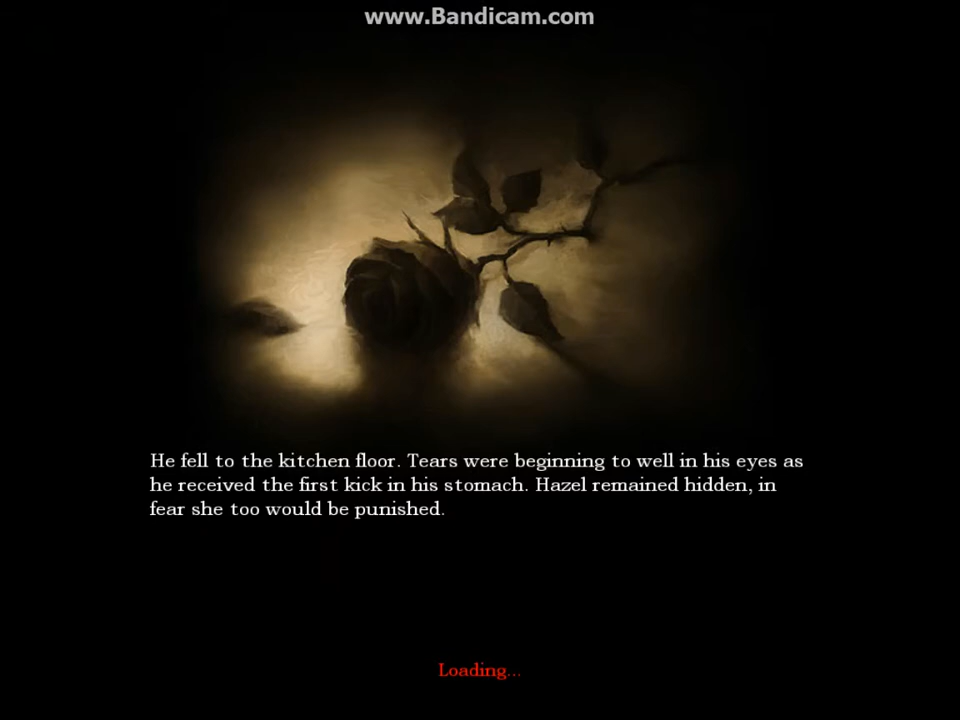 www.Bandicam.com
He fell to the kitchen floor. Tears were beginning to well in his eyes as
he received the first kick in his stomach. Hazel remained hidden, in
fear she too would be punished.
Loading...